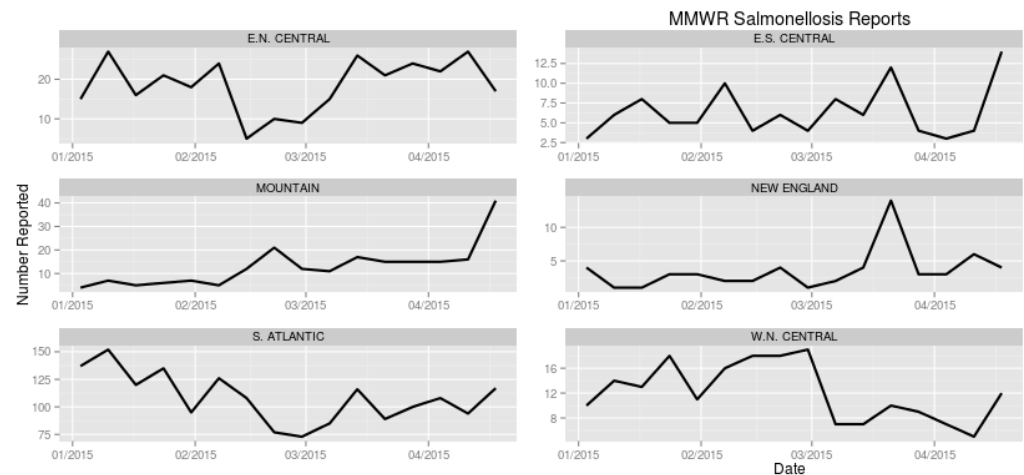 MMWR Salmonellosis Reports
E.N. CENTRAL
20
10
01/2015 02/2015 03/2015 04/2015
E.S. CENTRAL
12.5
10.0
7.5
5.0
2.5
01/2015 02/2015 03/2015 04/2015
Number Reported
MOUNTAIN
40
30
20
10
01/2015 02/2015 03/2015 04/2015
NEW ENGLAND
10
5
01/2015 02/2015 03/2015 04/2015
S. ATLANTIC
150
125
100
75
01/2015 02/2015 03/2015 04/2015
W.N. CENTRAL
16
12
8
01/2015 02/2015 03/2015 04/2015
Date